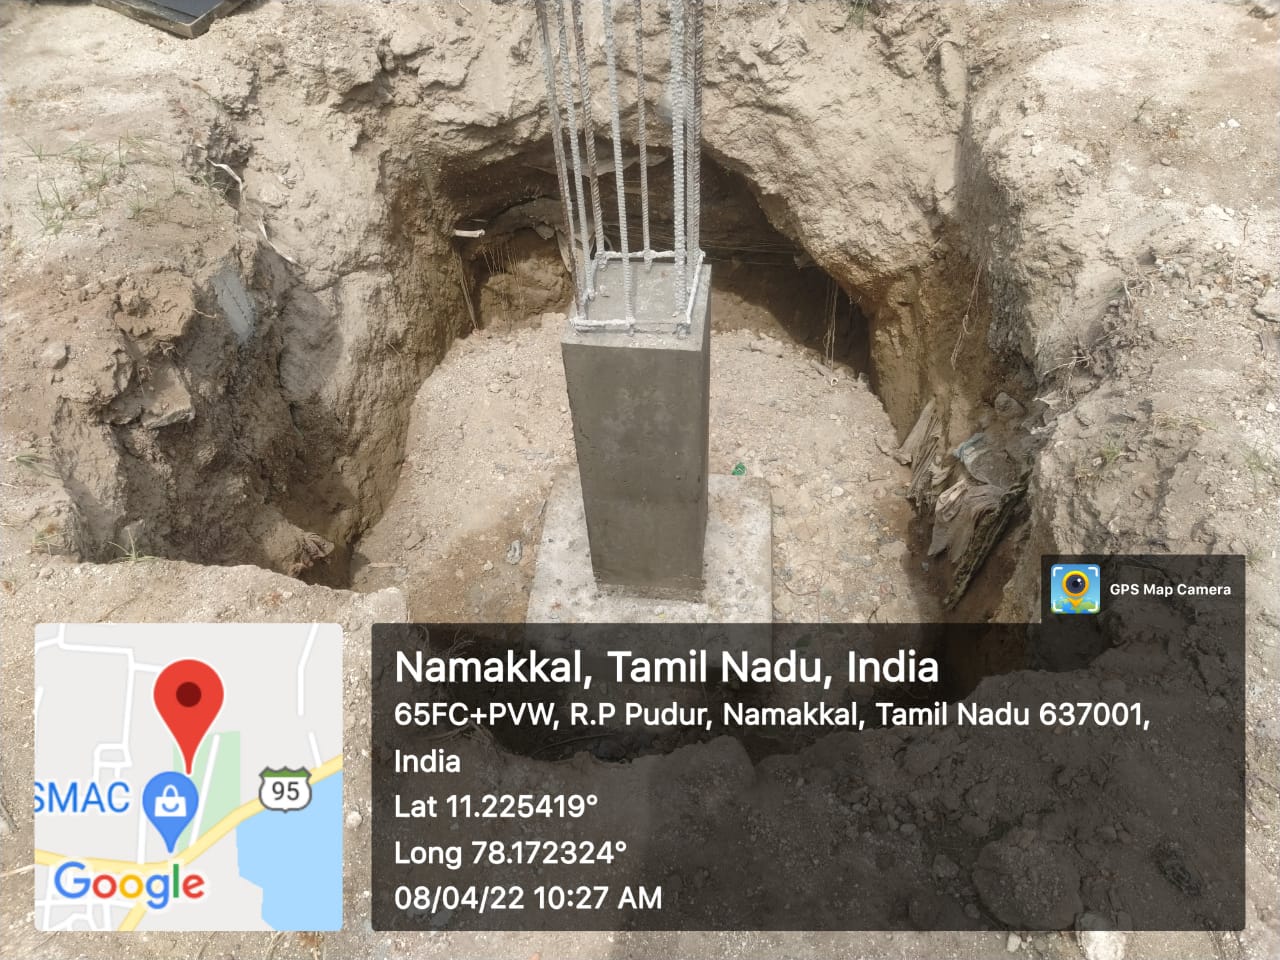 GPS Map Camera
Namakkal, Tamil Nadu, India
65FC+PVW, R.P Pudur, Namakkal, Tamil Nadu 637001,
India
Lat 11.225419°
Long 78.172324°
08/04/22 10:27 AM
95
SMAC
Google